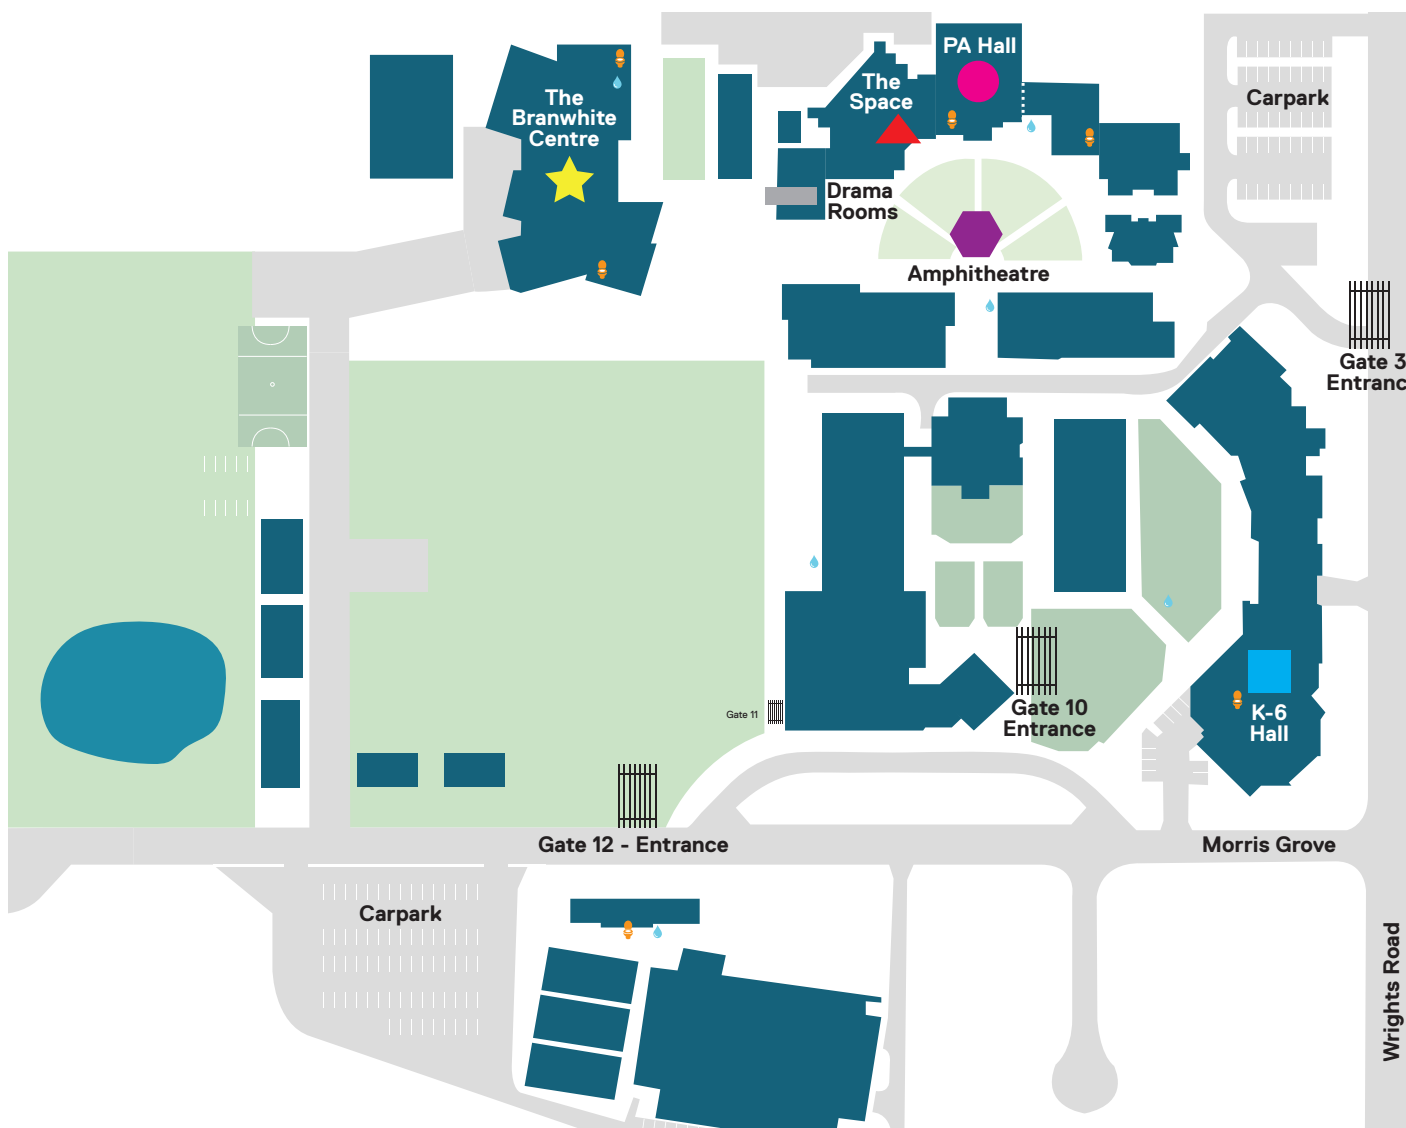 PA Hall
The
Space
The
Branwhite
Centre
Carpark
Drama
Rooms
Amphitheatre
Gate 3
Entranc
Gate 10
Entrance
Gate 11
K-6
Hall
Gate 12 - Entrance
Morris Grove
Carpark
Wrights Road